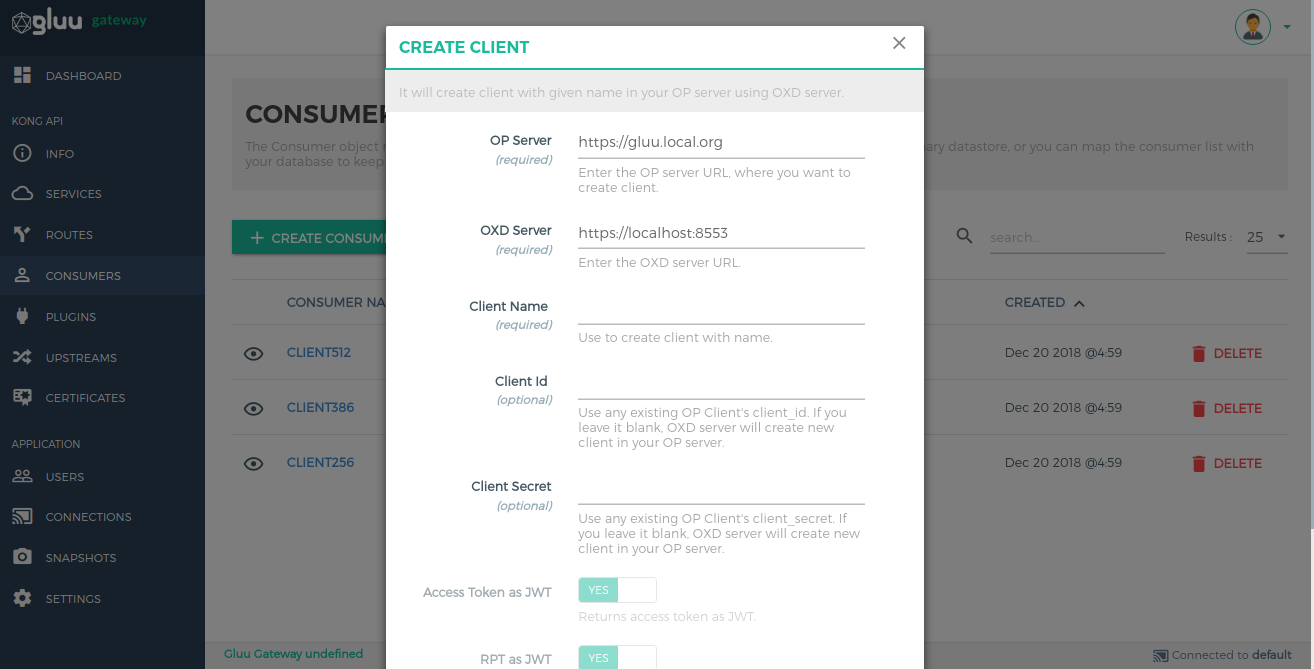 gluu gateway
DASHBOARD
KONG API
INFO
SERVICES
ROUTES
CONSUMERS
PLUGINS
UPSTREAMS
CERTIFICATES
APPLICATION
USERS
CONNECTIONS
SNAPSHOTS
SETTINGS
CONSUMER
The Consumer object
nary datastore, or you can map the consumer list with
your database to keep
CREATE CONSUM
search...
Results :
25
CONSUMER NA
CREATED
CLIENT512
Dec 20 2018 @4:59
DELETE
CLIENT386
Dec 20 2018 @4:59
DELETE
CLIENT256
Dec 20 2018 @4:59
DELETE
CREATE CLIENT
It will create client with given name in your OP server using OXD server.
OP Server
(required)
https://gluu.local.org
Enter the OP server URL, where you want to
create client.
OXD Server
(required)
https://localhost:8553
Enter the OXD server URL.
Client Name
(required)
Use to create client with name.
Client Id
(optional)
Use any existing OP Client's client_id. If you
leave it blank, OXD server will create new
client in your OP server.
Client Secret
(optional)
Use any existing OP Client's client_secret. If
you leave it blank, OXD server will create new
client in your OP server.
Access Token as JWT
YES
Returns access token as JWT.
RPT as JWT
YES
Gluu Gateway undefined
Connected to default